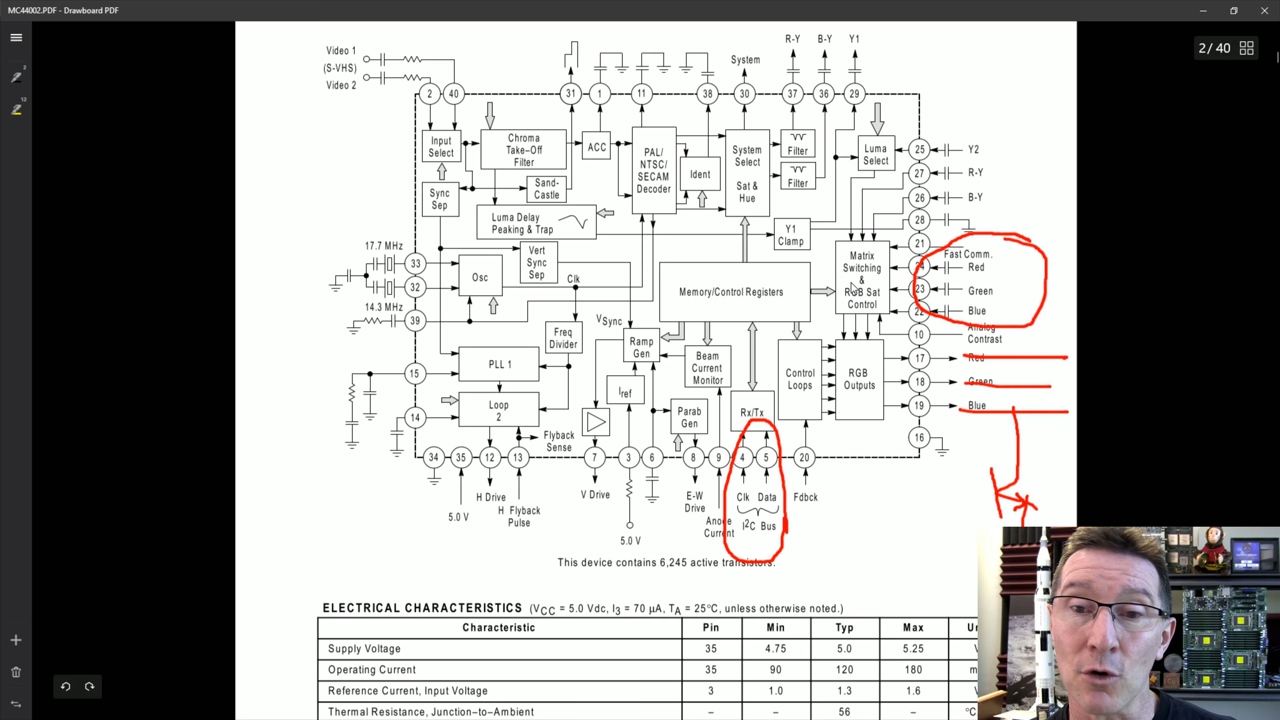 MC44002.PDF - Drawboard PDF
2 / 40
Video 1
(S-VHS)
Video 2
R-Y
B-Y
Y1
System
2
40
31
1
11
38
30
37
36
29
Input
Select
Chroma
Take-Off
Filter
ACC
PAL/
NTSC/
SECAM
Decoder
Ident
System
Select
Sat &
Hue
Filter
Filter
Luma
Select
25
Y2
27
R-Y
26
B-Y
28
Sand-
Castle
Sync
Sep
Luma Delay
Peaking & Trap
Y1
Clamp
21
Fast Comm.
17.7 MHz
33
32
14.3 MHz
39
Osc
Vert
Sync
Sep
Clk
Memory/Control Registers
Matrix
Switching
&
RGB Sat
Control
Red
23
Green
22
Blue
10
Analog
Contrast
VSync
Freq
Divider
Ramp
Gen
Beam
Current
Monitor
Control
Loops
RGB
Outputs
17
Red
18
Green
19
Blue
15
PLL 1
14
Loop
2
Iref
Parab
Gen
Rx/Tx
16
Flyback
Sense
34
35
12
13
7
3
6
8
9
4
5
20
5.0 V
H Drive
H Flyback
Pulse
V Drive
5.0 V
E-W
Drive
Anode
Current
Clk Data
I2C Bus
Fdbck
This device contains 6,245 active transistors.
ELECTRICAL CHARACTERISTICS (VCC = 5.0 Vdc, I3 = 70 µA, TA = 25°C, unless otherwise noted.)
Characteristic Pin Min Typ Max
Supply Voltage 35 4.75 5.0 5.25
Operating Current 35 90 120 180
Reference Current, Input Voltage 3 1.0 1.3 1.6
Thermal Resistance, Junction–to–Ambient – – 56 – °C